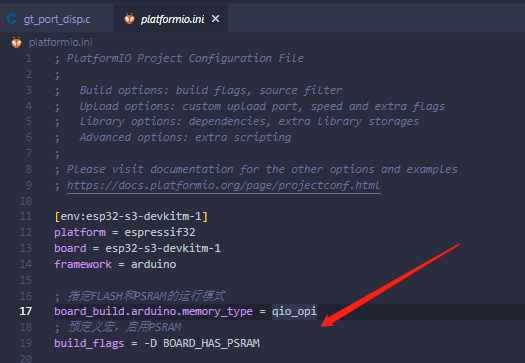 gt_port_disp.c
platformio.ini ×
platformio.ini
1 ; PlatformIO Project Configuration File
2 ;
3 ;   Build options: build flags, source filter
4 ;   Upload options: custom upload port, speed and extra flags
5 ;   Library options: dependencies, extra library storages
6 ;   Advanced options: extra scripting
7 ;
8 ; Please visit documentation for the other options and examples
9 ; https://docs.platformio.org/page/projectconf.html
10
11 [env:esp32-s3-devkitm-1]
12 platform = espressif32
13 board = esp32-s3-devkitm-1
14 framework = arduino
15
16 ; 指定FLASH和PSRAM的运行模式
17 board_build.arduino.memory_type = qio_opi
18 ; 预定义宏，启用PSRAM
19 build_flags = -D BOARD_HAS_PSRAM